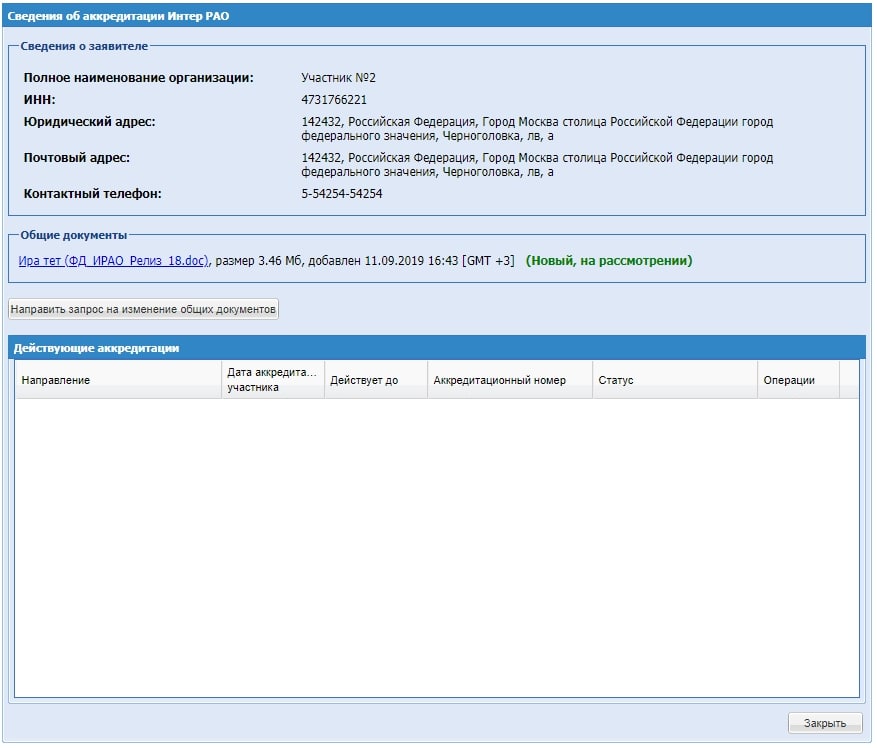 Сведения об аккредитации Интер РАО
Сведения о заявителе
Полное наименование организации: Участник №2
ИНН: 4731766221
Юридический адрес: 142432, Российская Федерация, Город Москва столица Российской Федерации город
федерального значения, Черноголовка, лв, а
Почтовый адрес: 142432, Российская Федерация, Город Москва столица Российской Федерации город
федерального значения, Черноголовка, лв, а
Контактный телефон: 5-54254-54254
Общие документы
Ира тет (ФД_ИРАО_Релиз_18.doc), размер 3.46 Мб, добавлен 11.09.2019 16:43 [GMT +3] (Новый, на рассмотрении)
Направить запрос на изменение общих документов
Действующие аккредитации
Направление
Дата аккредита...
участника
Действует до
Аккредитационный номер
Статус
Операции
Закрыть